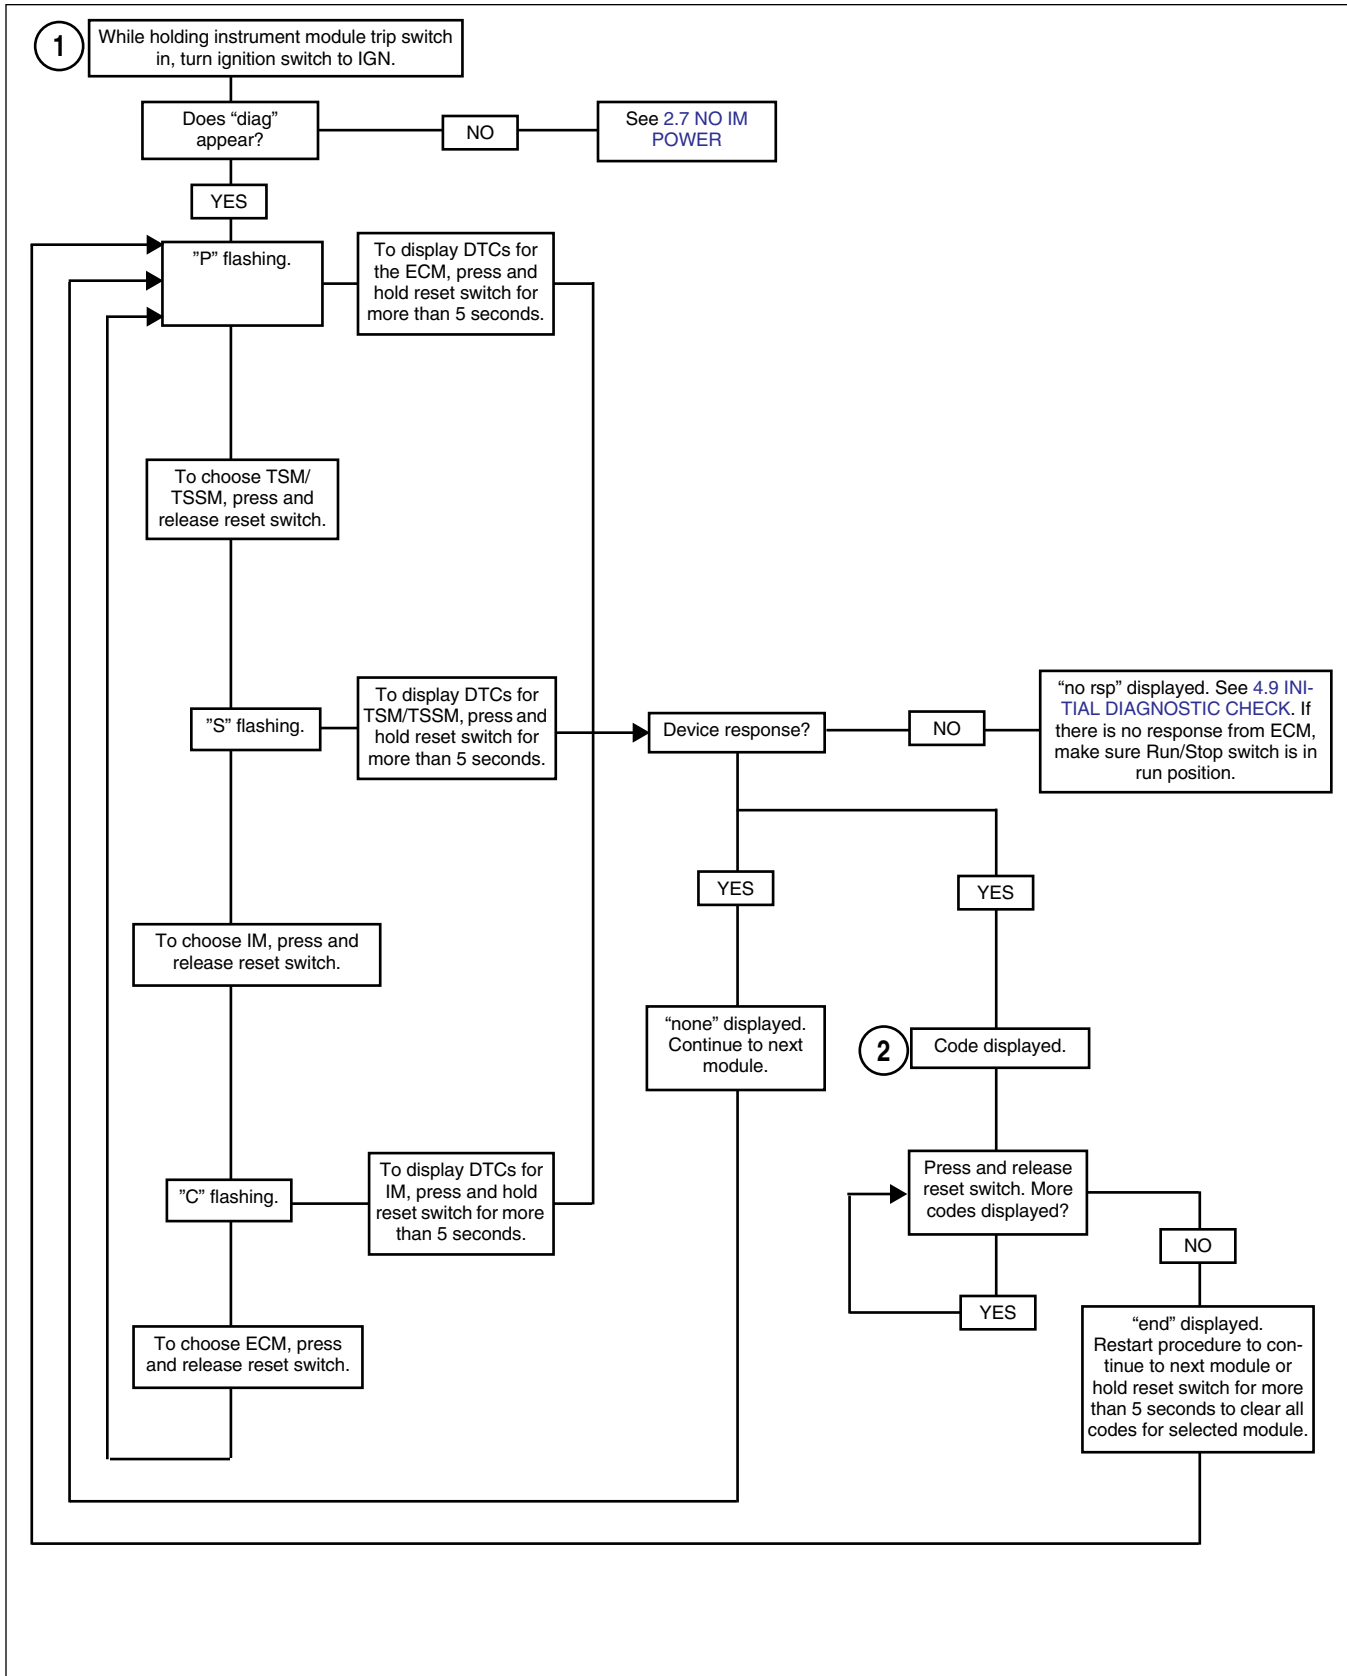 1
While holding instrument module trip switch
in, turn ignition switch to IGN.
Does “diag”
appear?
NO
See 2.7 NO IM
POWER
YES
”P” flashing.
To display DTCs for
the ECM, press and
hold reset switch for
more than 5 seconds.
To choose TSM/
TSSM, press and
release reset switch.
”S” flashing.
To display DTCs for
TSM/TSSM, press and
hold reset switch for
more than 5 seconds.
Device response?
NO
“no rsp” displayed. See 4.9 INI-
TIAL DIAGNOSTIC CHECK. If
there is no response from ECM,
make sure Run/Stop switch is in
run position.
YES
YES
To choose IM, press and
release reset switch.
“none” displayed.
Continue to next
module.
2
Code displayed.
”C” flashing.
To display DTCs for
IM, press and hold
reset switch for more
than 5 seconds.
Press and release
reset switch. More
codes displayed?
NO
YES
To choose ECM, press
and release reset switch.
“end” displayed.
Restart procedure to con-
tinue to next module or
hold reset switch for more
than 5 seconds to clear all
codes for selected module.